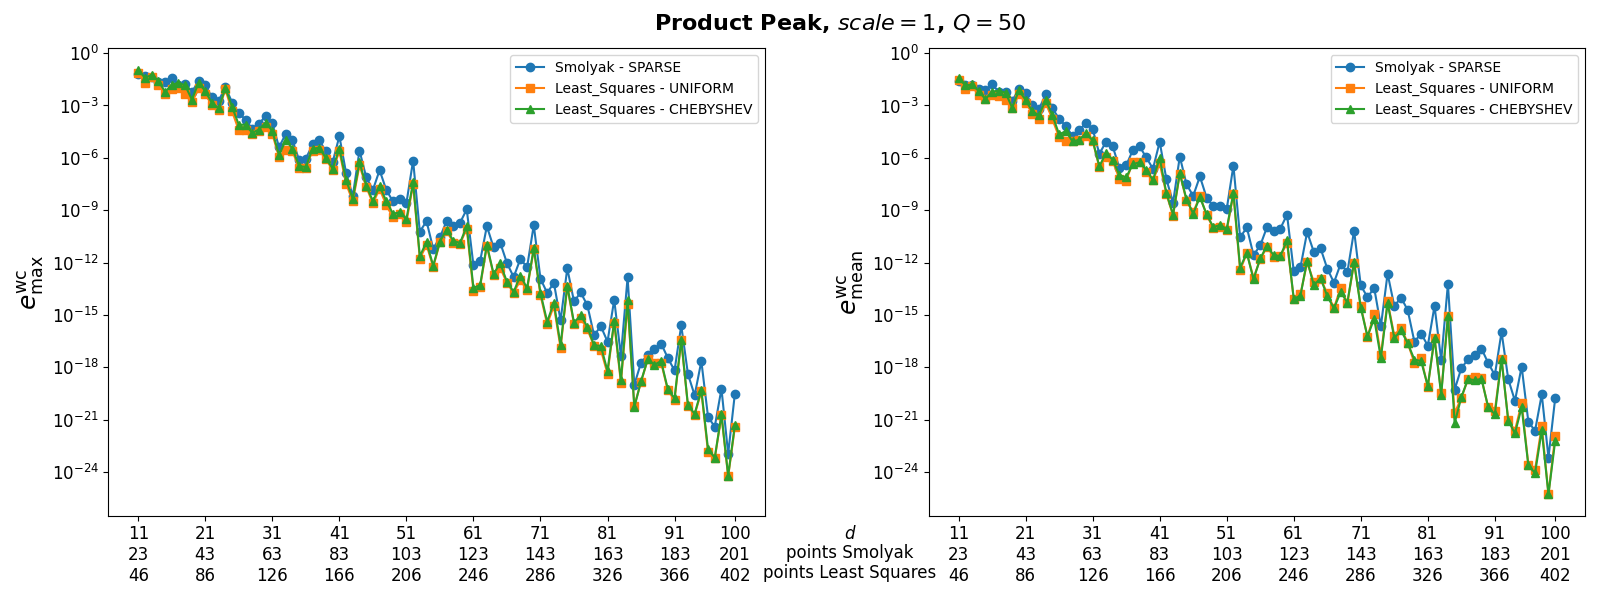 Product Peak, scale = 1, Q = 50
10^0
10^-3
10^-6
10^-9
10^-12
10^-15
10^-18
10^-21
10^-24
e^wc_max
Smolyak - SPARSE
Least_Squares - UNIFORM
Least_Squares - CHEBYSHEV
10^0
10^-3
10^-6
10^-9
10^-12
10^-15
10^-18
10^-21
10^-24
e^wc_mean
Smolyak - SPARSE
Least_Squares - UNIFORM
Least_Squares - CHEBYSHEV
11 21 31 41 51 61 71 81 91 100 d 11 21 31 41 51 61 71 81 91 100
23 43 63 83 103 123 143 163 183 201 points Smolyak 23 43 63 83 103 123 143 163 183 201
46 86 126 166 206 246 286 326 366 402 points Least Squares 46 86 126 166 206 246 286 326 366 402